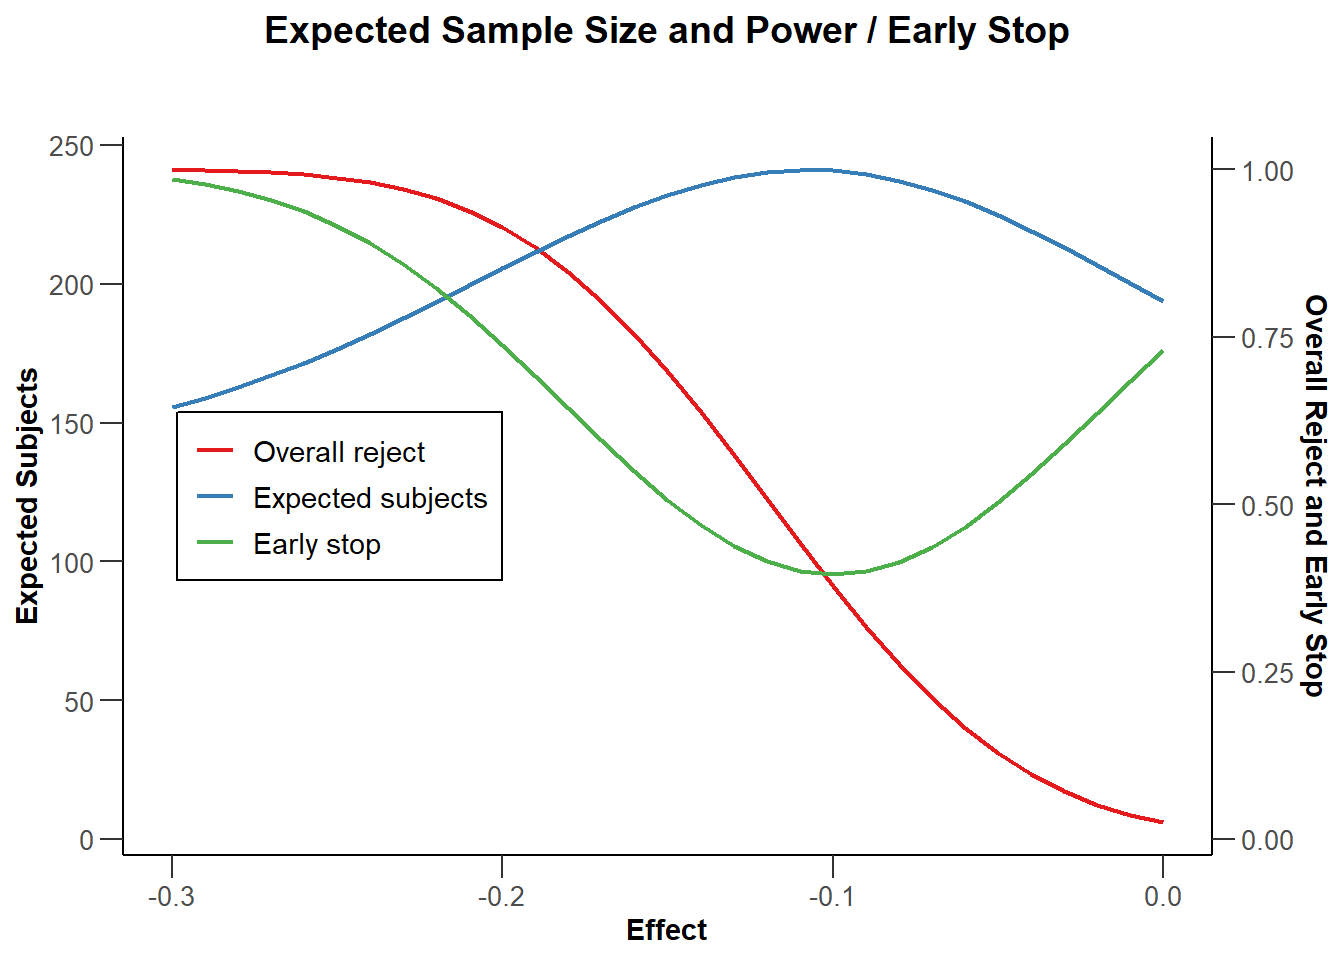 Expected Sample Size and Power / Early Stop
Expected Subjects
250
200
150
100
50
0
Overall reject
Expected subjects
Early stop
1.00
0.75
0.50
0.25
0.00
Overall Reject and Early Stop
-0.3
-0.2
-0.1
0.0
Effect